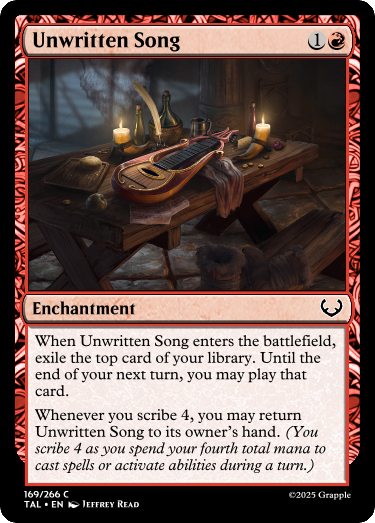 Unwritten Song 1
Enchantment
When Unwritten Song enters the battlefield,
exile the top card of your library. Until the
end of your next turn, you may play that
card.
Whenever you scribe 4, you may return
Unwritten Song to its owner's hand. (You
scribe 4 as you spend your fourth total mana to
cast spells or activate abilities during a turn.)
169/266 C
TAL • EN Jeffrey Read
©2025 Grapple